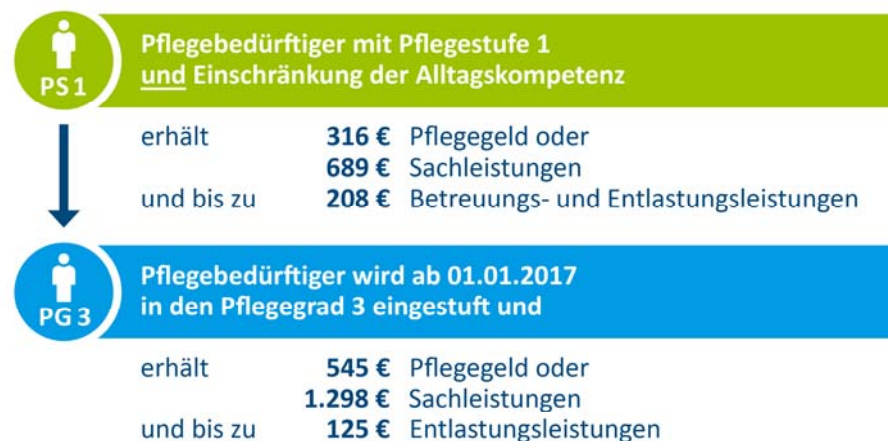 PS 1
Pflegebedürftiger mit Pflegestufe 1
und Einschränkung der Alltagskompetenz
erhält 316 € Pflegegeld oder
689 € Sachleistungen
und bis zu 208 € Betreuungs- und Entlastungsleistungen
PG 3
Pflegebedürftiger wird ab 01.01.2017
in den Pflegegrad 3 eingestuft und
erhält 545 € Pflegegeld oder
1.298 € Sachleistungen
und bis zu 125 € Entlastungsleistungen